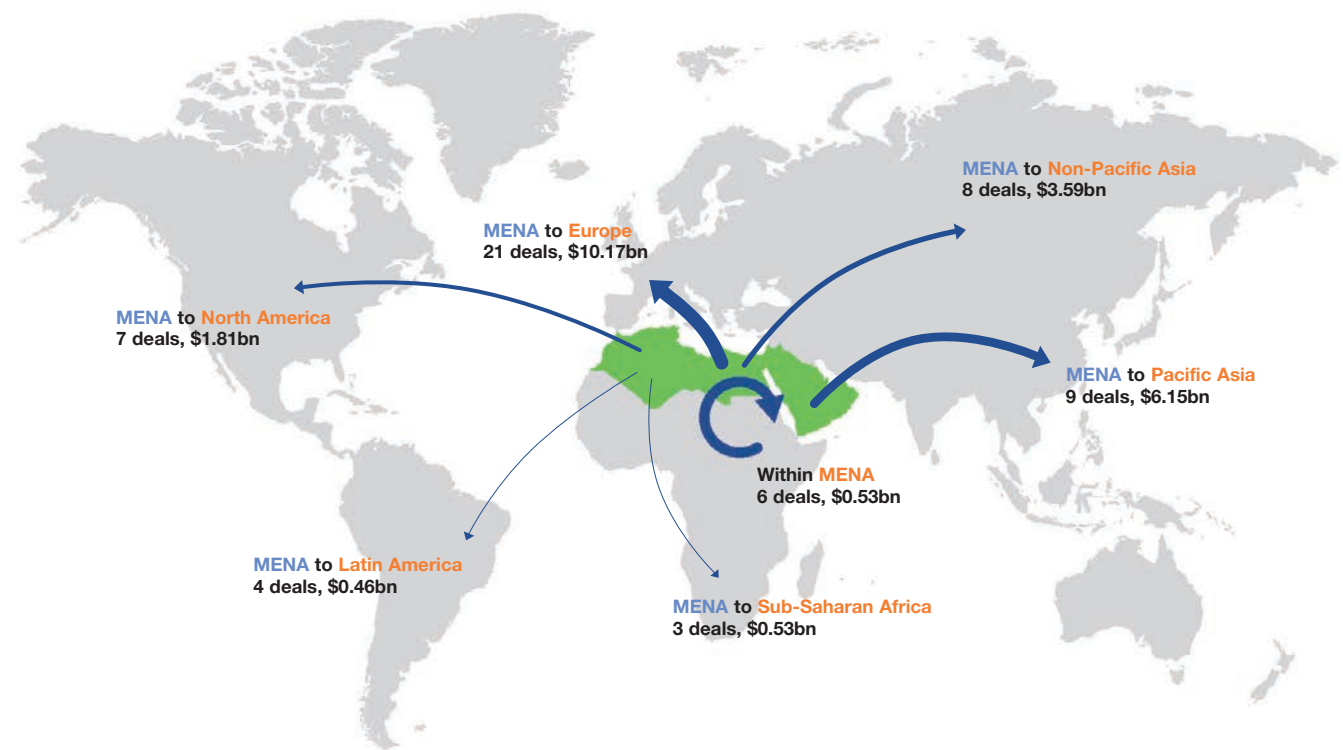 MENA to Non-Pacific Asia
8 deals, $3.59bn
MENA to Europe
21 deals, $10.17bn
MENA to North America
7 deals, $1.81bn
MENA to Pacific Asia
9 deals, $6.15bn
Within MENA
6 deals, $0.53bn
MENA to Latin America
4 deals, $0.46bn
MENA to Sub-Saharan Africa
3 deals, $0.53bn